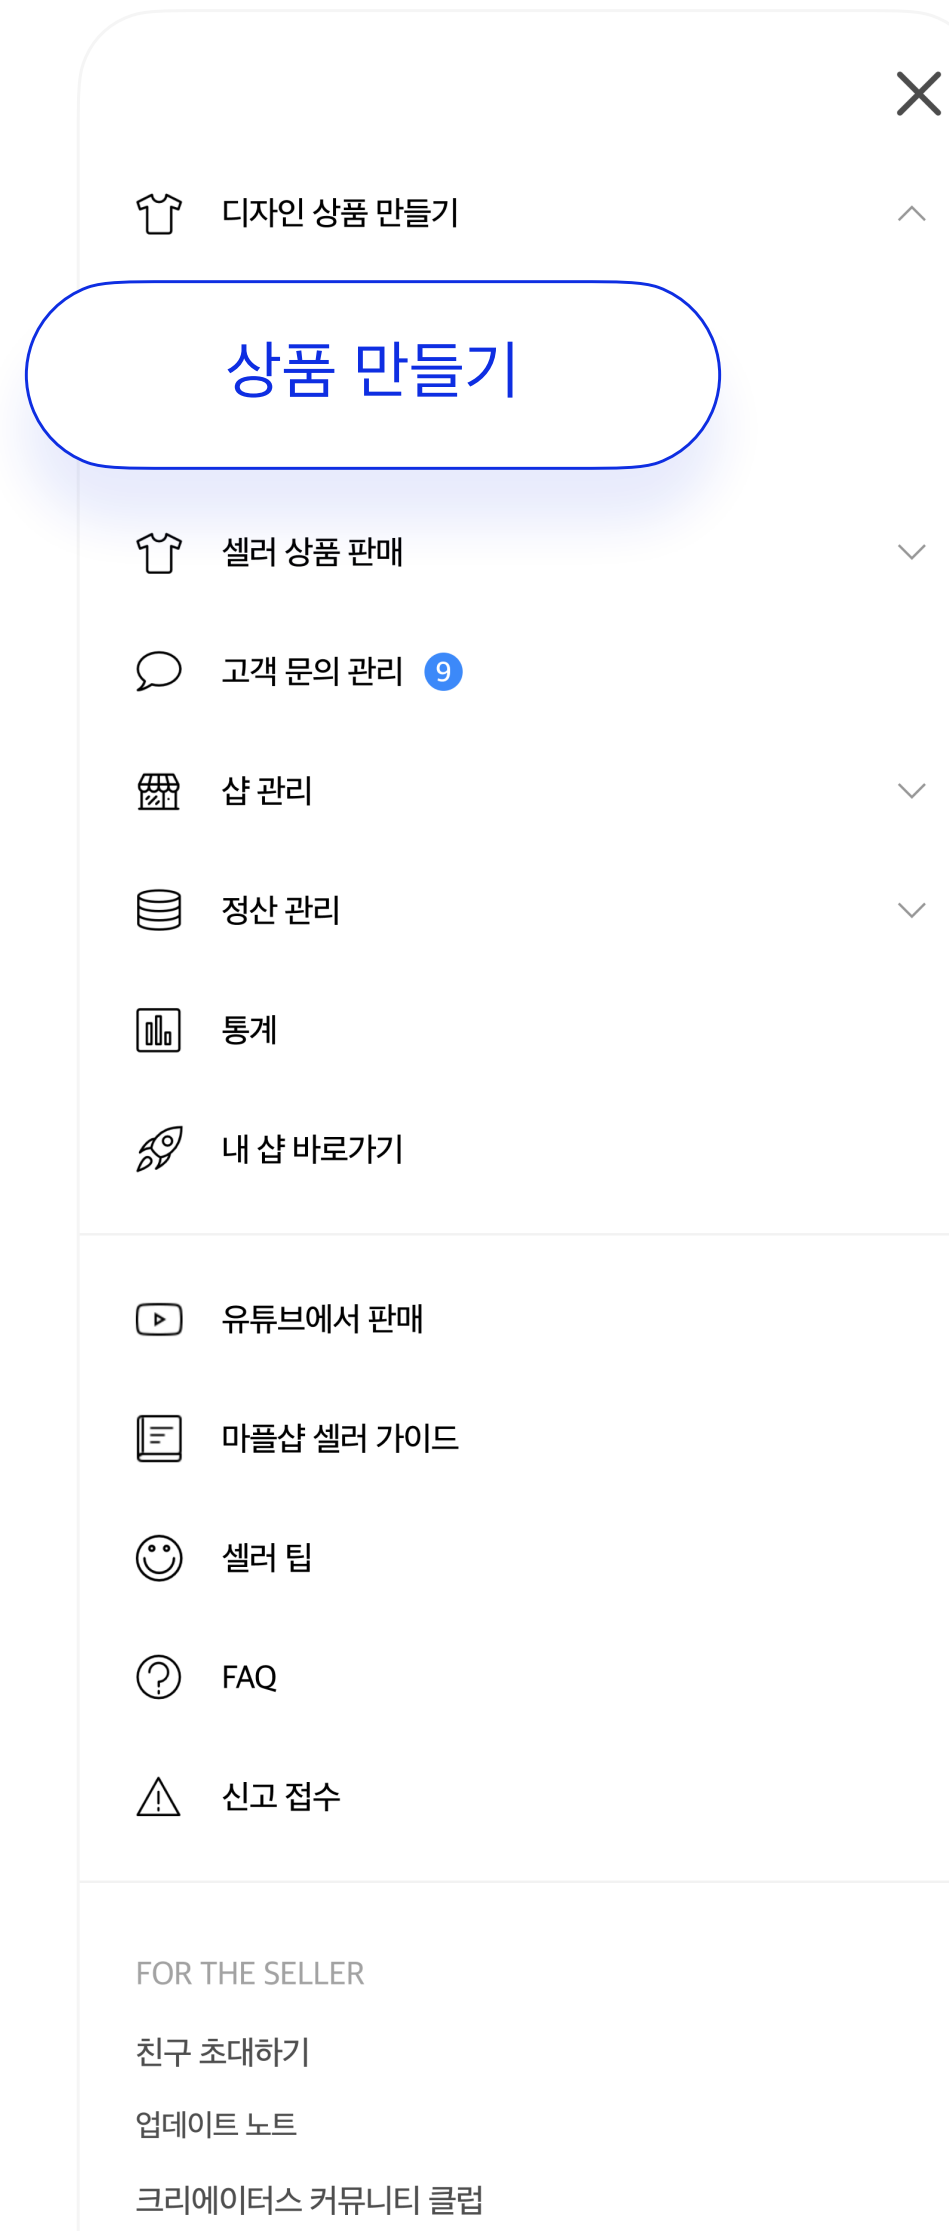 디자인 상품 만들기
상품 만들기
셀러 상품 판매
고객 문의 관리 9
샵 관리
정산 관리
통계
내 샵 바로가기
유튜브에서 판매
마플샵 셀러 가이드
셀러 팁
FAQ
신고 접수
FOR THE SELLER
친구 초대하기
업데이트 노트
크리에이터스 커뮤니티 클럽